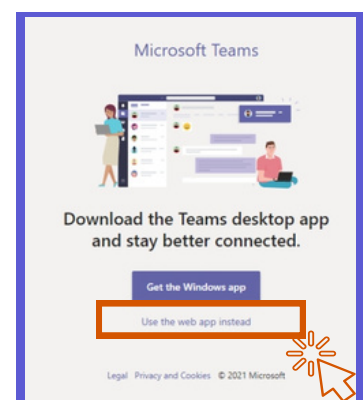 Microsoft Teams
Download the Teams desktop app
and stay better connected.
Get the Windows app
Use the web app instead
Legal Privacy and Cookies © 2021 Microsoft